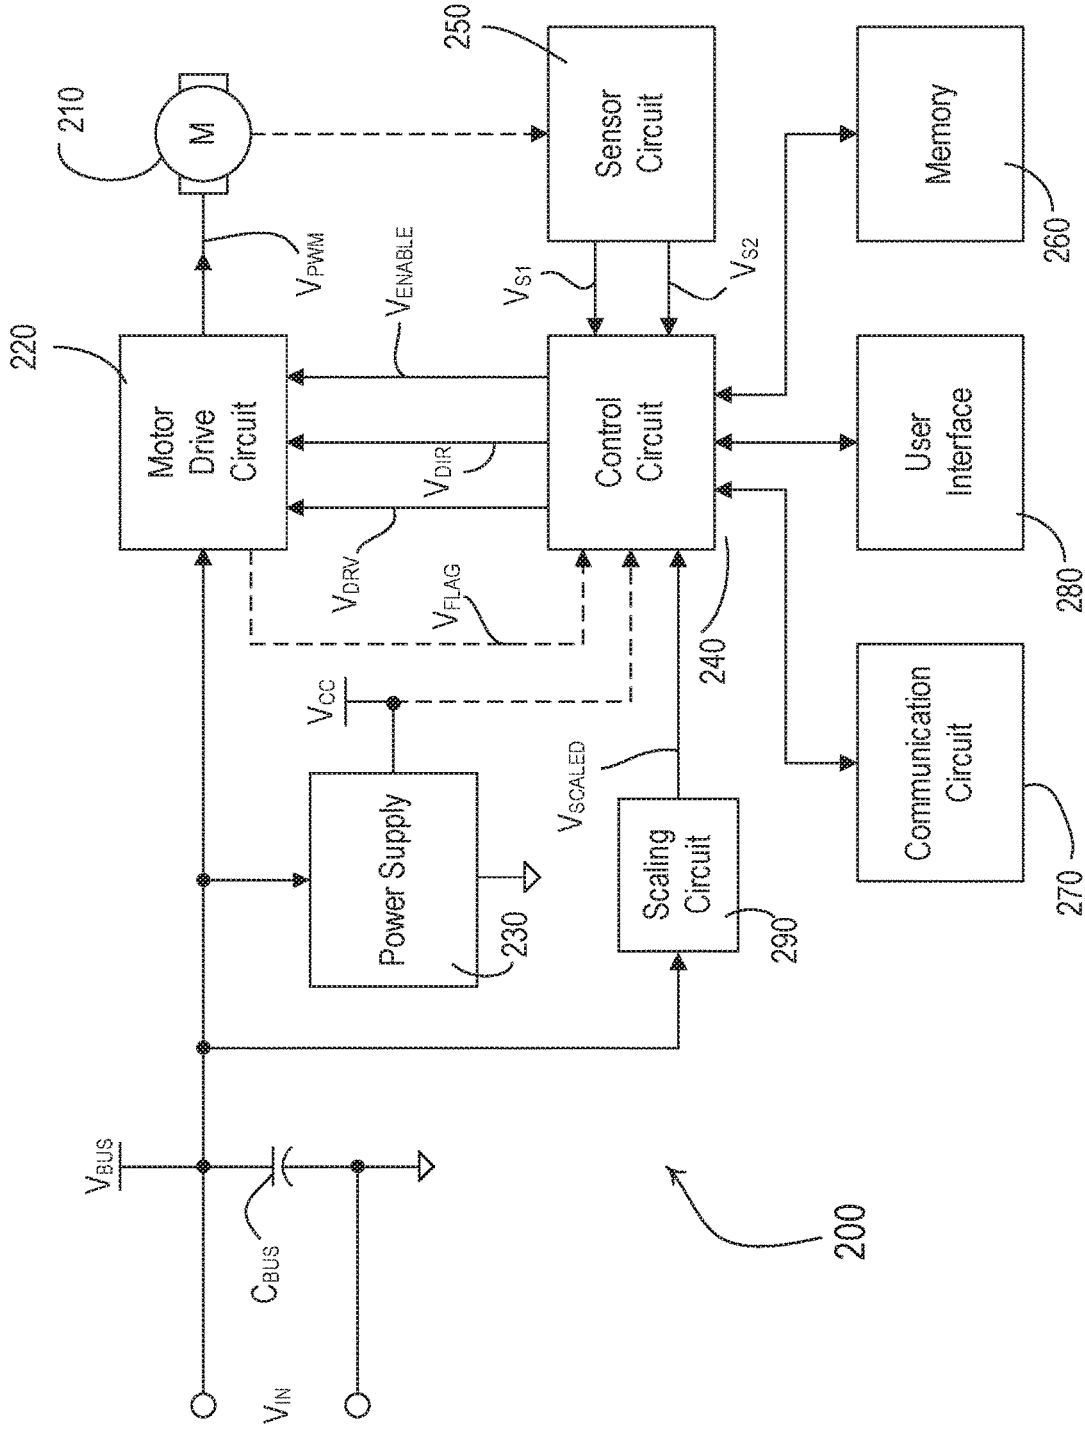 V_BUS
V_IN
C_BUS
Power Supply
230
V_CC
Motor
Drive
Circuit
220
V_PWM
M
210
V_DRV
V_DIR
V_ENABLE
V_FLAG
Scaling
Circuit
290
V_SCALED
Control
Circuit
240
V_S1
V_S2
Sensor
Circuit
250
Communication
Circuit
270
User
Interface
280
Memory
260
200